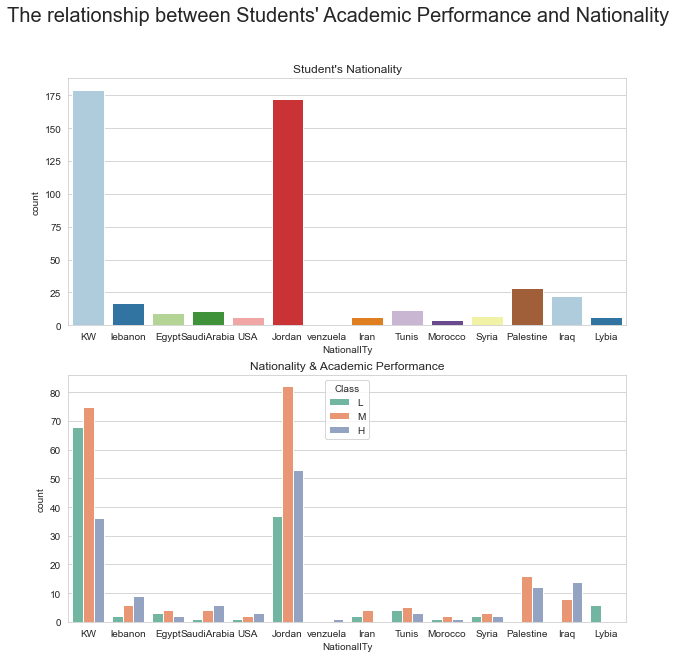 The relationship between Students' Academic Performance and Nationality
Student's Nationality
175
150
125
100
75
50
25
0
count
KW lebanon Egypt SaudiArabia USA Jordan venzuela Iran Tunis Morocco Syria Palestine Iraq Lybia
NationalITy
Nationality & Academic Performance
Class
L
M
H
80
70
60
50
40
30
20
10
0
count
KW lebanon Egypt SaudiArabia USA Jordan venzuela Iran Tunis Morocco Syria Palestine Iraq Lybia
NationalITy